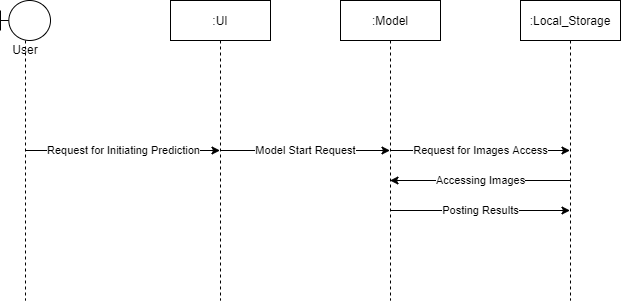 :UI
:Model
:Local_Storage
User
Request for Initiating Prediction
Model Start Request
Request for Images Access
Accessing Images
Posting Results